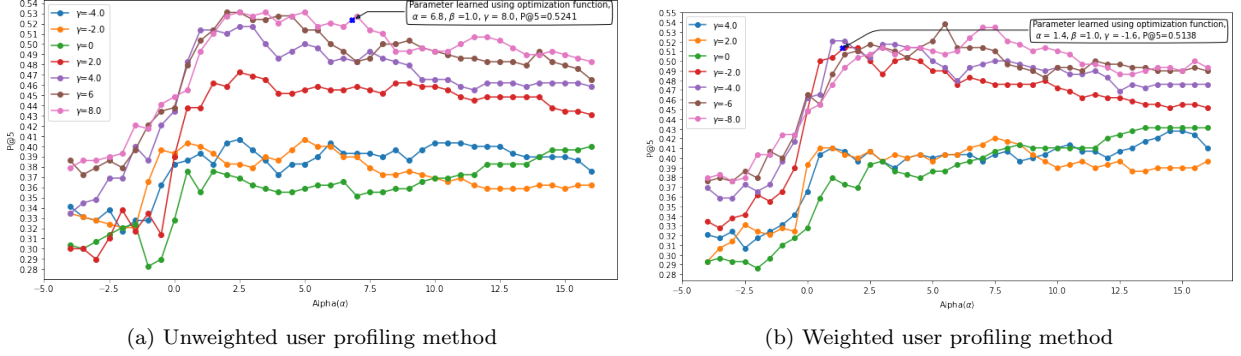 0.54
0.53
0.52
0.51
0.50
0.49
0.48
0.47
0.46
0.45
0.44
0.43
0.42
0.41
0.40
0.39
0.38
0.37
0.36
0.35
0.34
0.33
0.32
0.31
0.30
0.29
0.28
P@5
γ=-4.0
γ=-2.0
γ=0
γ=2.0
γ=4.0
γ=6
γ=8.0
Parameter learned using optimization function,
α = 6.8, β =1.0, γ = 8.0, P@5=0.5241
−5.0 −2.5 0.0 2.5 5.0 7.5 10.0 12.5 15.0
Alpha(α)
(a) Unweighted user profiling method
0.55
0.54
0.53
0.52
0.51
0.50
0.49
0.48
0.47
0.46
0.45
0.44
0.43
0.42
0.41
0.40
0.39
0.38
0.37
0.36
0.35
0.34
0.33
0.32
0.31
0.30
0.29
0.28
P@5
γ=4.0
γ=2.0
γ=0
γ=-2.0
γ=-4.0
γ=-6
γ=-8.0
Parameter learned using optimization function,
α = 1.4, β =1.0, γ = -1.6, P@5=0.5138
−5.0 −2.5 0.0 2.5 5.0 7.5 10.0 12.5 15.0
Alpha(α)
(b) Weighted user profiling method